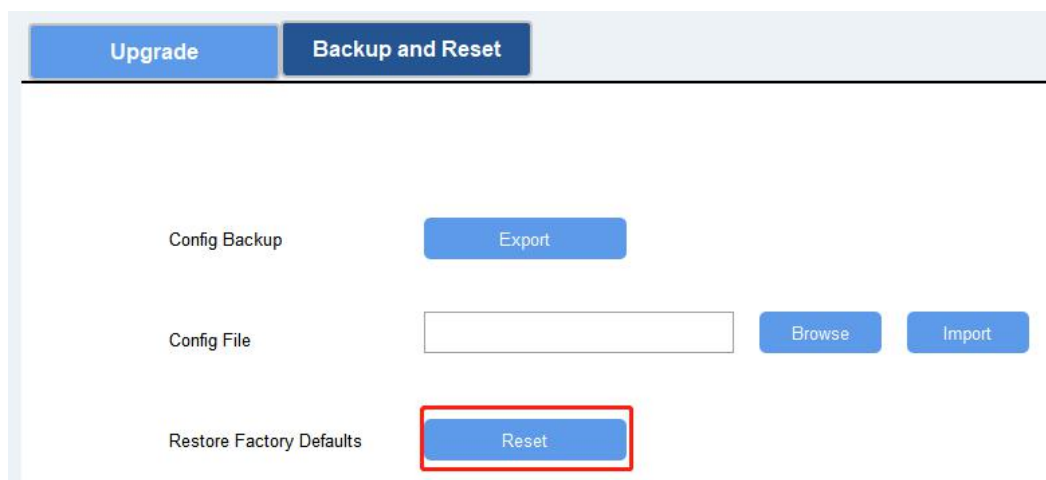 Upgrade
Backup and Reset
Config Backup
Export
Config File
Browse
Import
Restore Factory Defaults
Reset